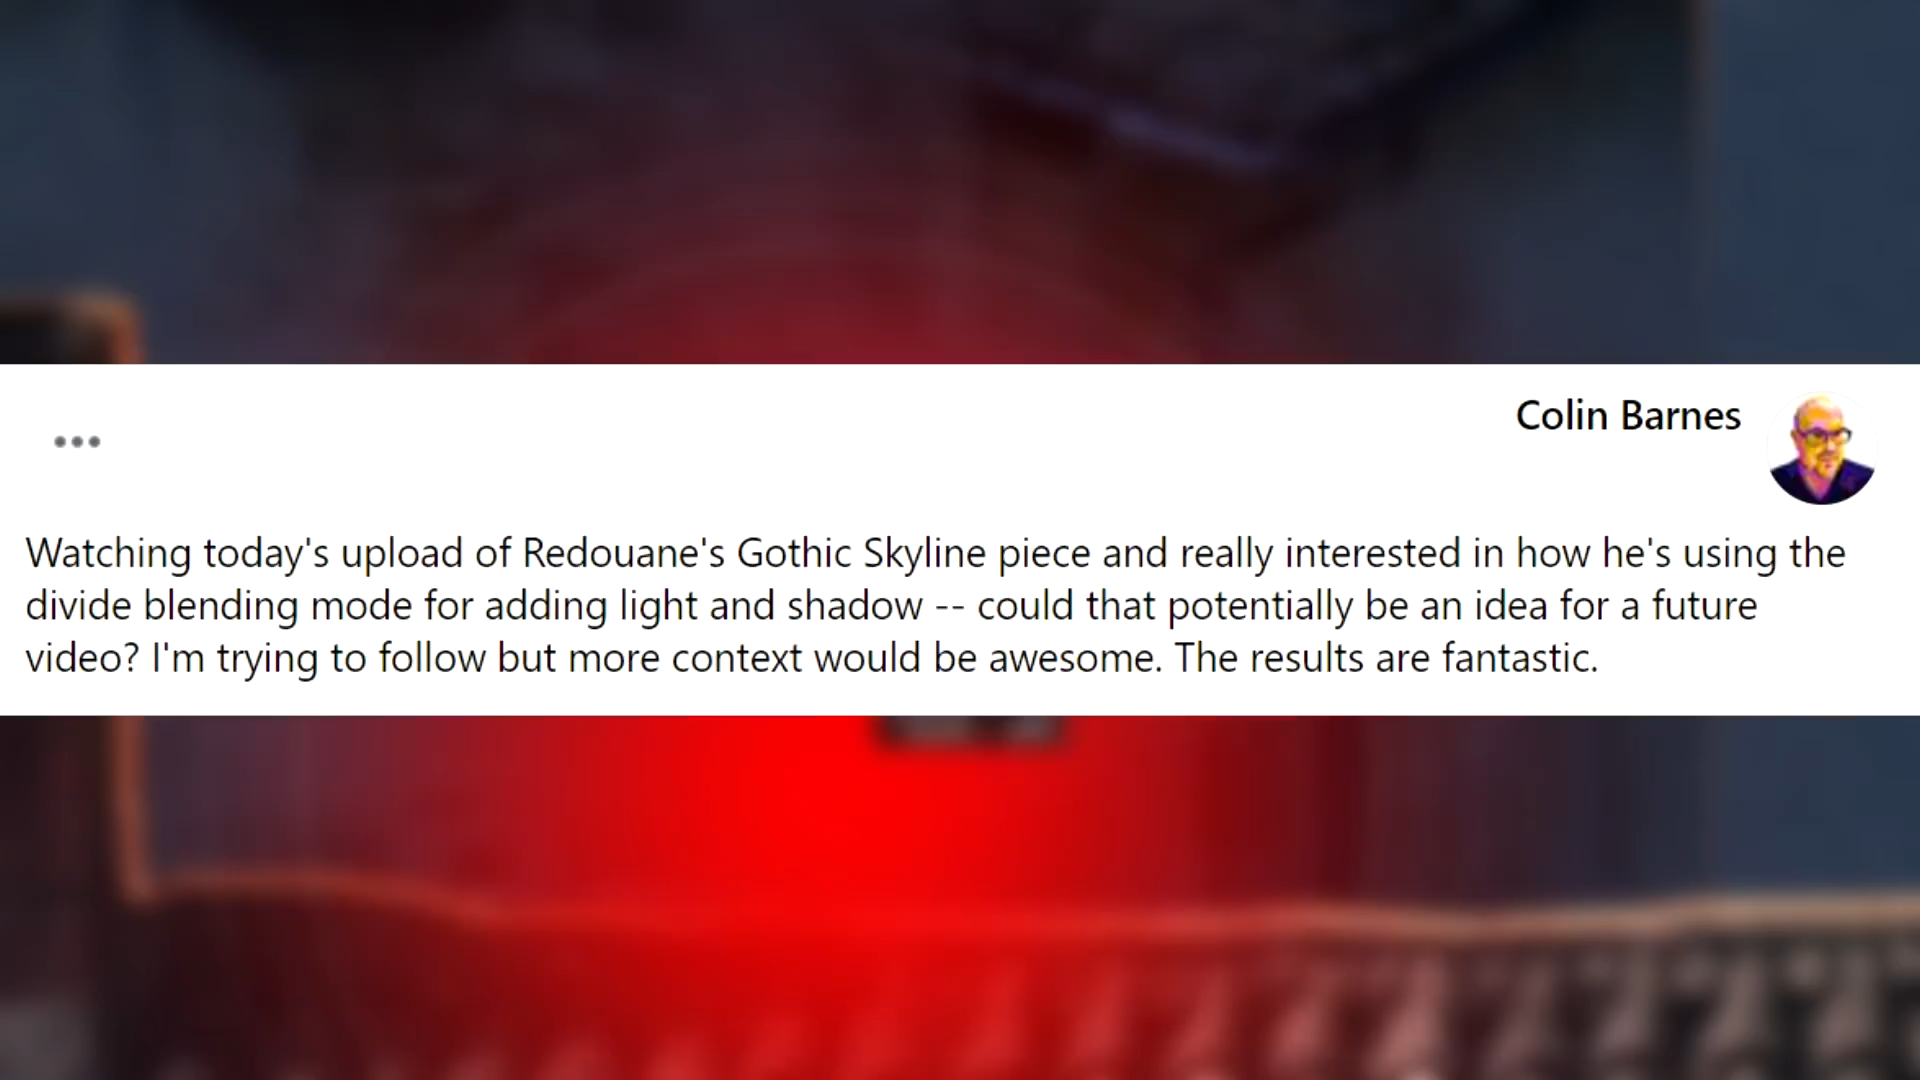 Colin Barnes
Watching today's upload of Redouane's Gothic Skyline piece and really interested in how he's using the
divide blending mode for adding light and shadow -- could that potentially be an idea for a future
video? I'm trying to follow but more context would be awesome. The results are fantastic.